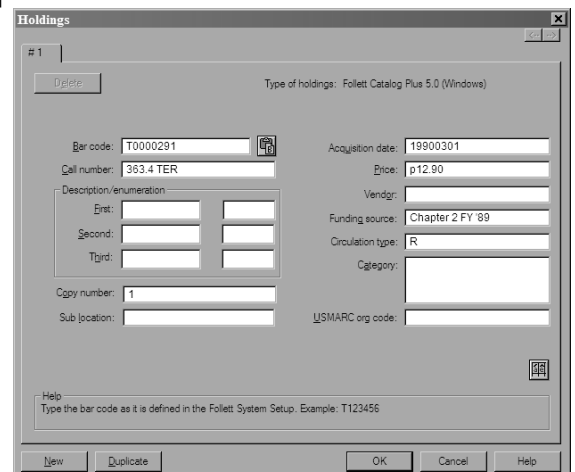 Holdings
# 1
Delete
Type of holdings: Follett Catalog Plus 5.0 (Windows)
Bar code: T0000291
Call number: 363.4 TER
Description/enumeration
First:
Second:
Third:
Copy number: 1
Sub location:
Acquisition date: 19900301
Price: p12.90
Vendor:
Funding source: Chapter 2 FY '89
Circulation type: R
Category:
USMARC org code:
Help
Type the bar code as it is defined in the Follett System Setup. Example: T123456
New Duplicate OK Cancel Help